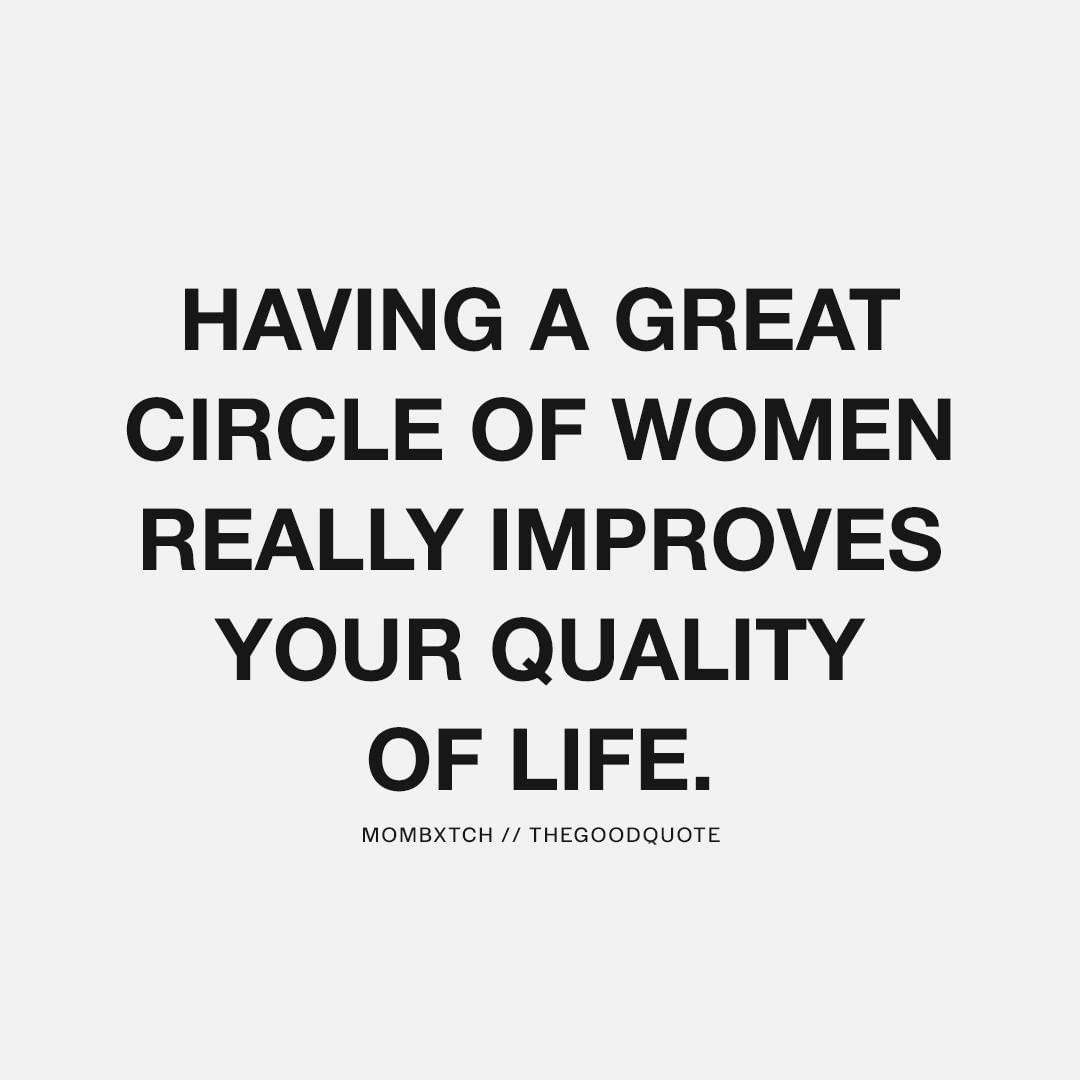 HAVING A GREAT
CIRCLE OF WOMEN
REALLY IMPROVES
YOUR QUALITY
OF LIFE.
MOMBXTCH // THEGOODQUOTE